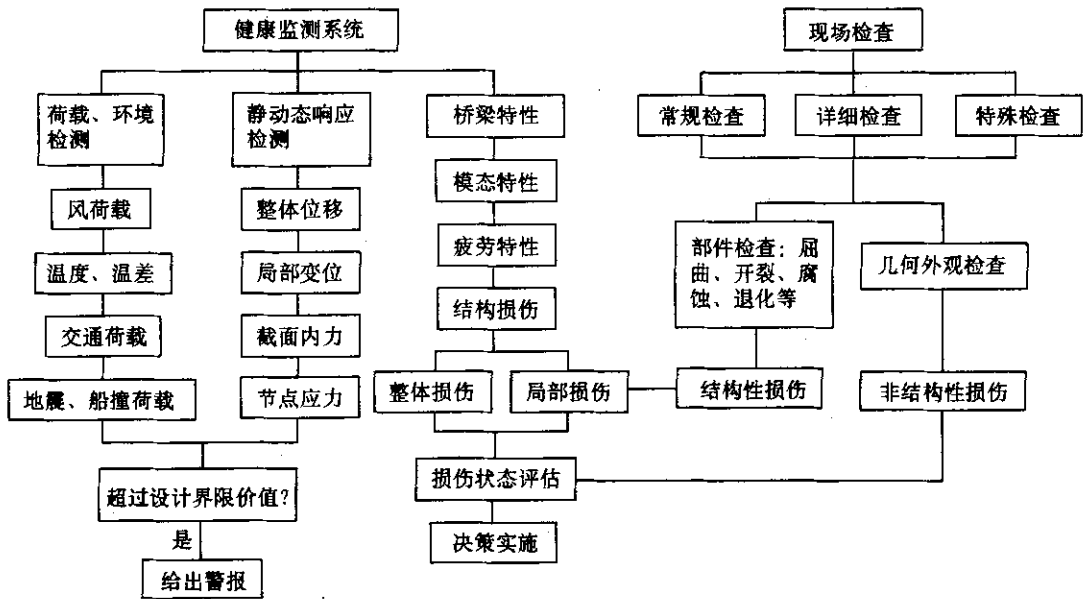 健康监测系统
现场检查
荷载、环境
检测
静动态响应
检测
桥梁特性
常规检查
详细检查
特殊检查
模态特性
风荷载
整体位移
疲劳特性
部件检查：屈
曲、开裂、腐
蚀、退化等
几何外观检查
温度、温差
局部变位
结构损伤
交通荷载
截面内力
地震、船撞荷载
节点应力
整体损伤
局部损伤
结构性损伤
非结构性损伤
超过设计界限价值？
损伤状态评估
是
决策实施
给出警报